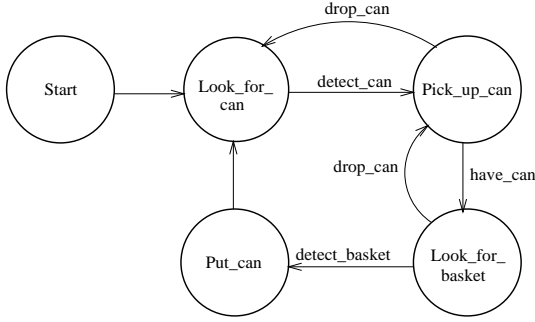 drop_can
Start
Look_for_
can
detect_can
Pick_up_can
drop_can
have_can
Put_can
detect_basket
Look_for_
basket